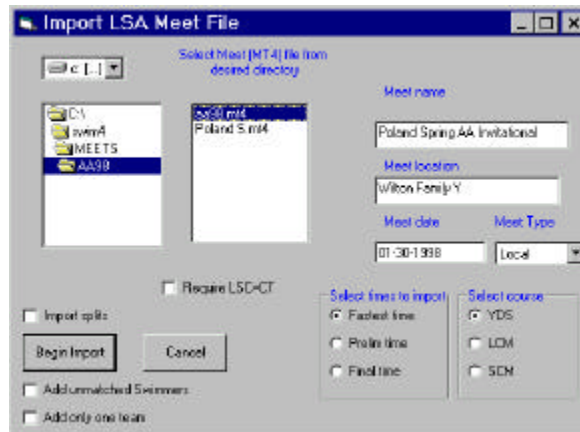 Import LSA Meet File
c: [...]
Select Meet (MT4) file from
desired directory
C:\
swim4
MEETS
AA98
aa98.mt4
Poland S.mt4
Meet name
Poland Spring AA Invitational
Meet location
Wilton Family Y
Meet date
Meet Type
01-30-1998
Local
Require LSC=CT
Import splits
Begin Import
Cancel
Add unmatched Swimmers
Add only one team
Select times to import
Fastest time
Prelim time
Final time
Select course
YDS
LCM
SCM